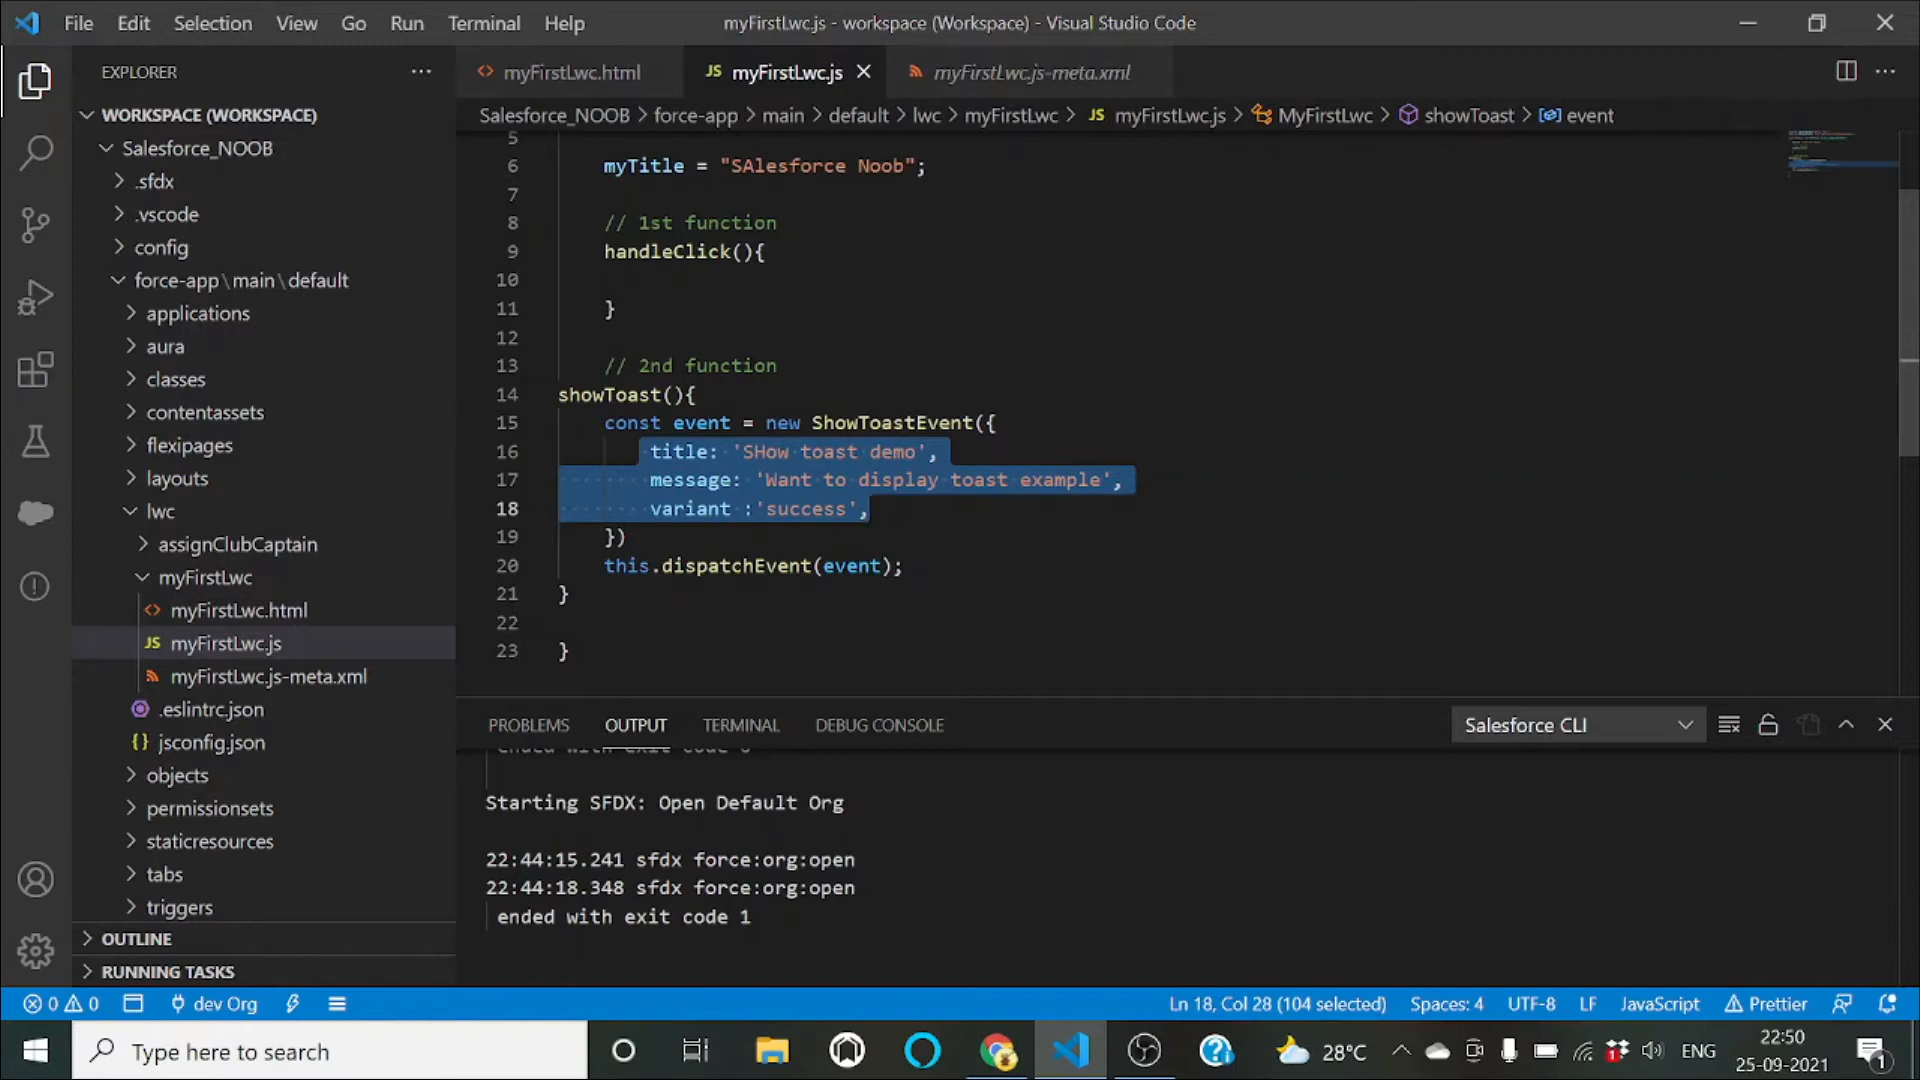 File Edit Selection View Go Run Terminal Help
myFirstLwc.js - workspace (Workspace) - Visual Studio Code
EXPLORER
WORKSPACE (WORKSPACE)
Salesforce_NOOB
.sfdx
.vscode
config
force-app\main\default
applications
aura
classes
contentassets
flexipages
layouts
lwc
assignClubCaptain
myFirstLwc
myFirstLwc.html
JS myFirstLwc.js
myFirstLwc.js-meta.xml
.eslintrc.json
{} jsconfig.json
objects
permissionsets
staticresources
tabs
triggers
OUTLINE
RUNNING TASKS
myFirstLwc.html JS myFirstLwc.js myFirstLwc.js-meta.xml
Salesforce_NOOB > force-app > main > default > lwc > myFirstLwc > JS myFirstLwc.js > MyFirstLwc > showToast > event
5
6 myTitle = "SAlesforce Noob";
7
8 // 1st function
9 handleClick(){
10
11 }
12
13 // 2nd function
14 showToast(){
15 const event = new ShowToastEvent({
16 title: 'SHow toast demo',
17 message: 'Want to display toast example',
18 variant :'success',
19 })
20 this.dispatchEvent(event);
21 }
22
23 }
PROBLEMS OUTPUT TERMINAL DEBUG CONSOLE
Salesforce CLI
ended with exit code 0
Starting SFDX: Open Default Org
22:44:15.241 sfdx force:org:open
22:44:18.348 sfdx force:org:open
ended with exit code 1
0 0 dev Org
Ln 18, Col 28 (104 selected) Spaces: 4 UTF-8 LF JavaScript Prettier
Type here to search
28°C
1
ENG
22:50
25-09-2021
1